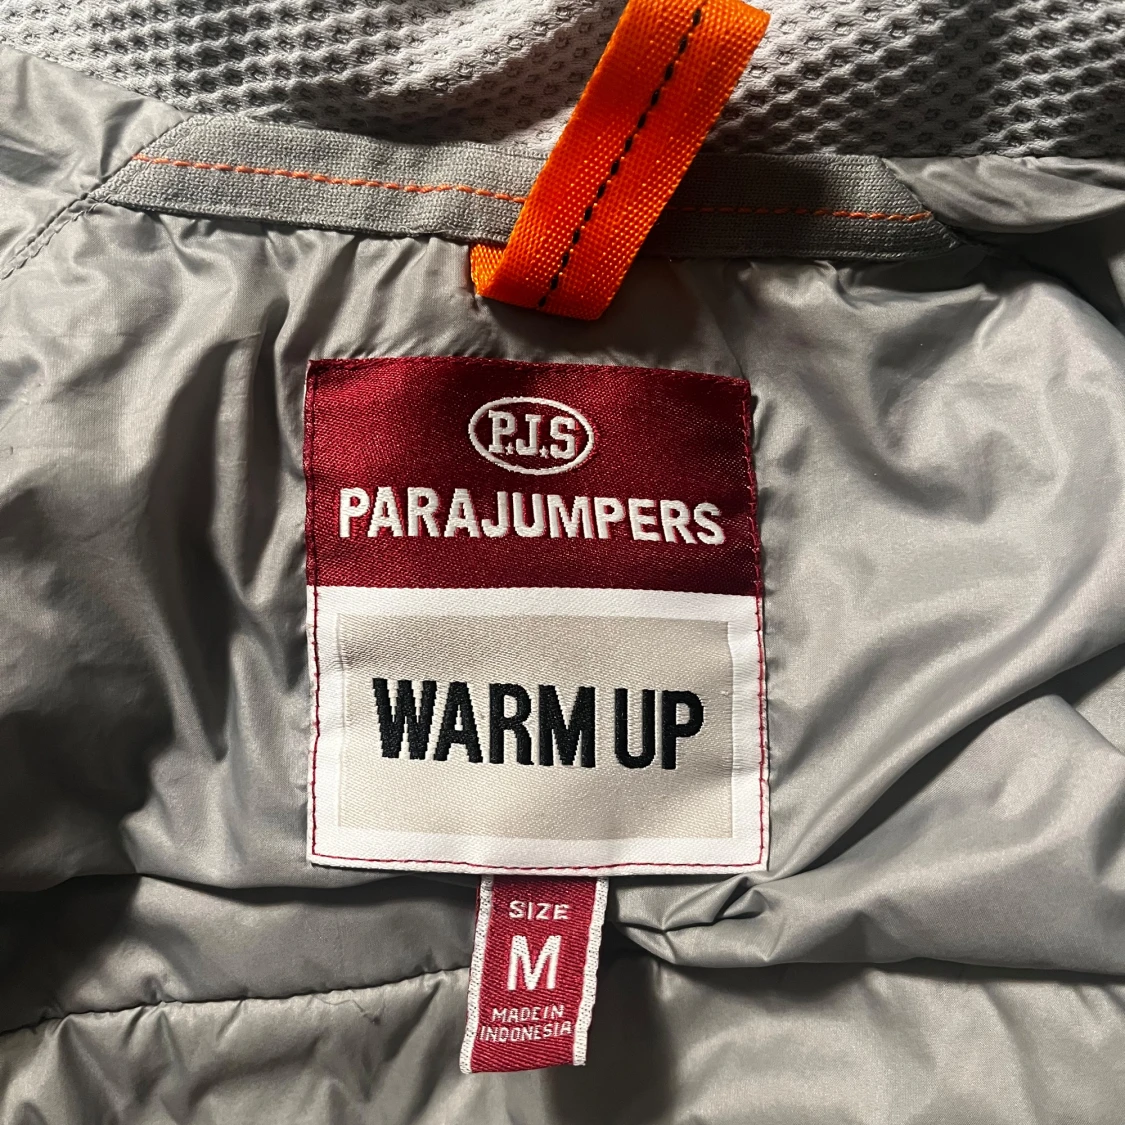 P.J.S
PARAJUMPERS
WARM UP
SIZE
M
MADE IN
INDONESIA